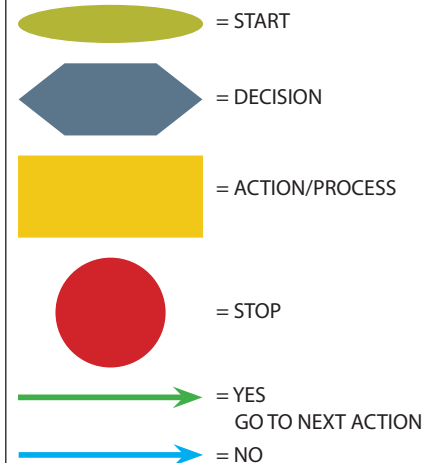 = START
= DECISION
= ACTION/PROCESS
= STOP
= YES
GO TO NEXT ACTION
= NO